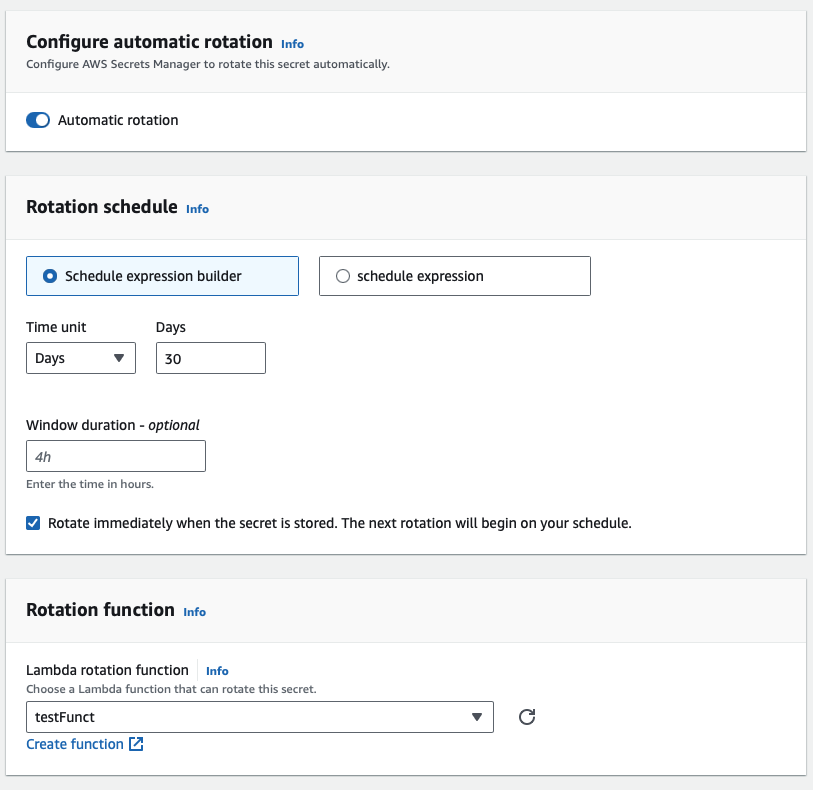 Configure automatic rotation Info
Configure AWS Secrets Manager to rotate this secret automatically.
Automatic rotation
Rotation schedule Info
Schedule expression builder schedule expression
Time unit Days
Days 30
Window duration - optional
4h
Enter the time in hours.
Rotate immediately when the secret is stored. The next rotation will begin on your schedule.
Rotation function Info
Lambda rotation function Info
Choose a Lambda function that can rotate this secret.
testFunct
Create function